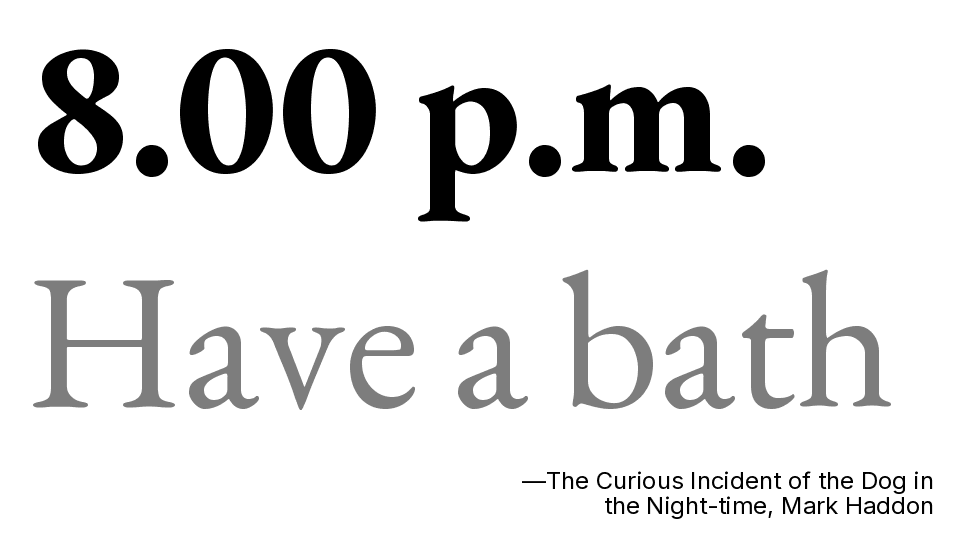 8.00 p.m.
Have a bath
—The Curious Incident of the Dog in
the Night-time, Mark Haddon